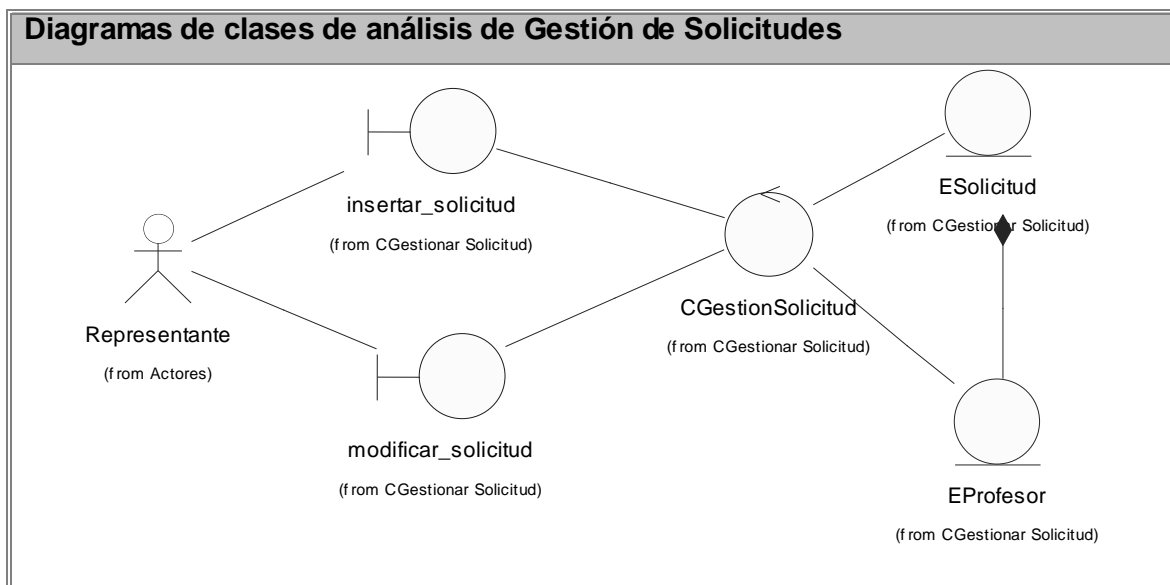 Diagramas de clases de análisis de Gestión de Solicitudes
insertar_solicitud
(from CGestionar Solicitud)
ESolicitud
(from CGestionar Solicitud)
Representante
(from Actores)
CGestionSolicitud
(from CGestionar Solicitud)
modificar_solicitud
(from CGestionar Solicitud)
EProfesor
(from CGestionar Solicitud)